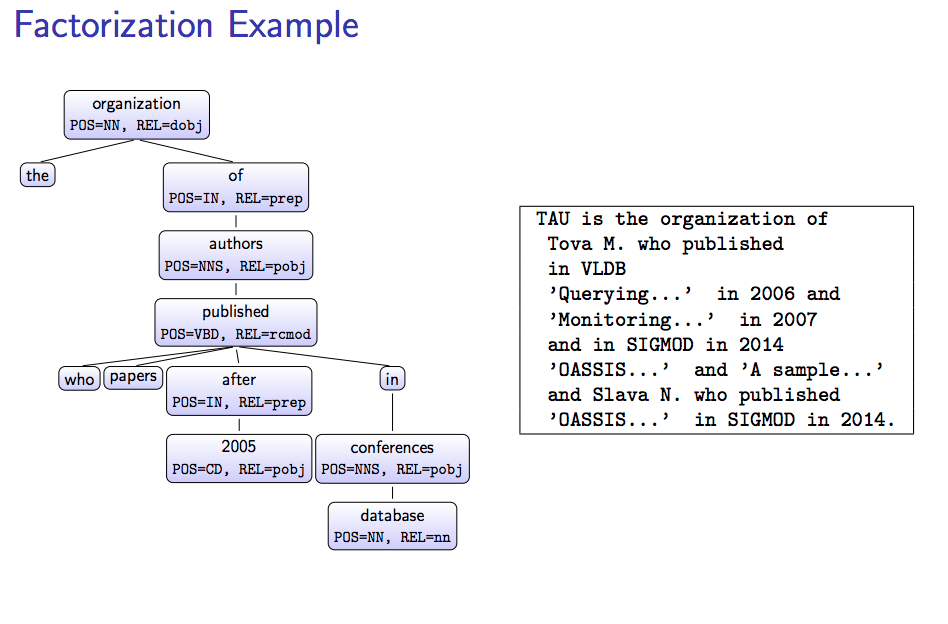 Factorization Example
organization
POS=NN, REL=dobj
the
of
POS=IN, REL=prep
authors
POS=NNS, REL=pobj
published
POS=VBD, REL=rcmod
who
papers
after
POS=IN, REL=prep
in
2005
POS=CD, REL=pobj
conferences
POS=NNS, REL=pobj
database
POS=NN, REL=nn
TAU is the organization of
Tova M. who published
in VLDB
’Querying...’ in 2006 and
’Monitoring...’ in 2007
and in SIGMOD in 2014
’OASSIS...’ and ’A sample...’
and Slava N. who published
’OASSIS...’ in SIGMOD in 2014.